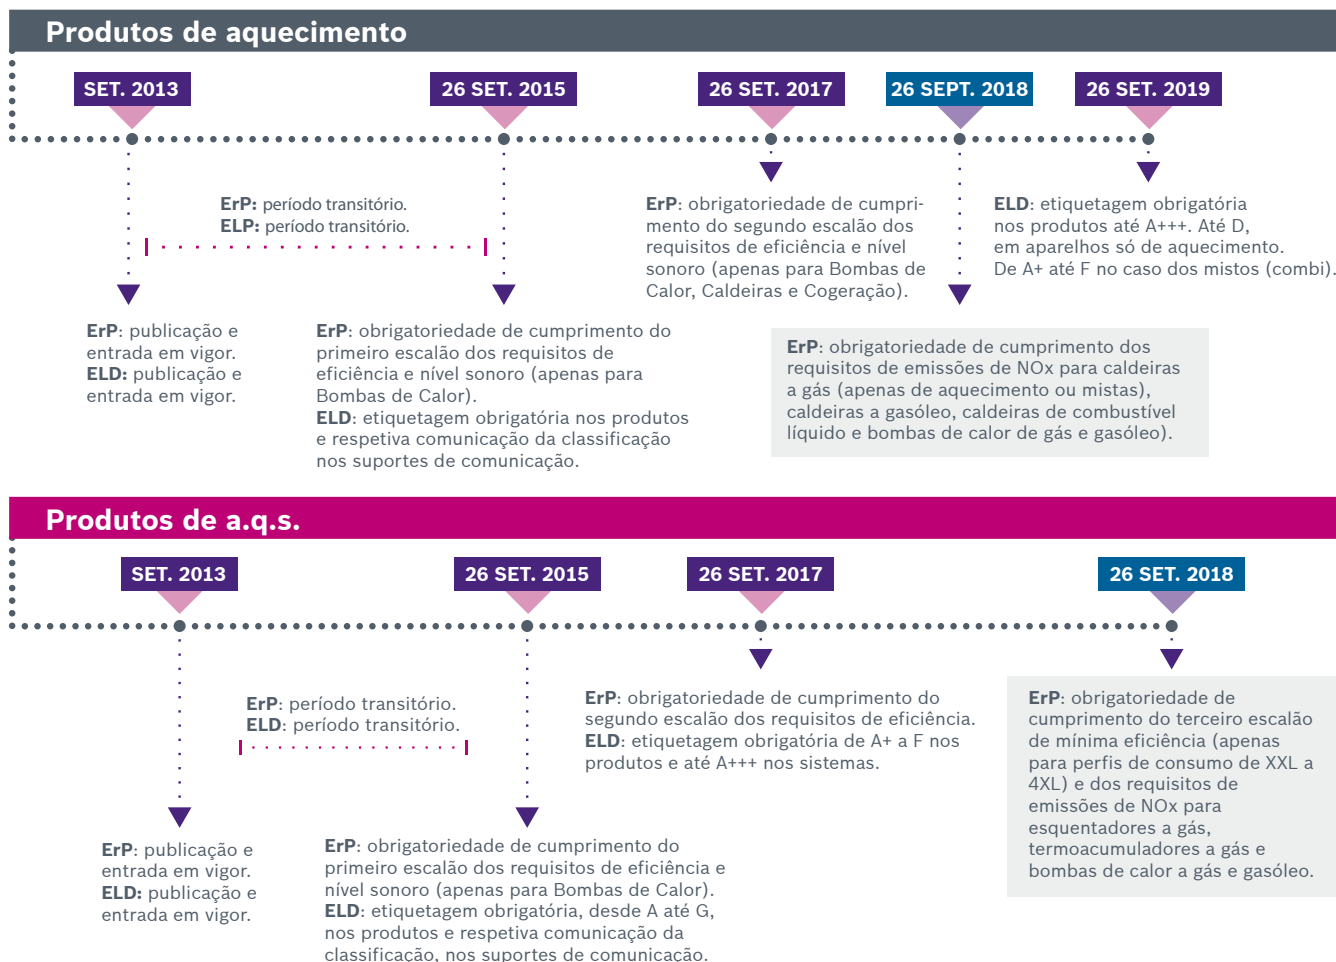 Produtos de aquecimento
SET. 2013
26 SET. 2015
26 SET. 2017
26 SEPT. 2018
26 SET. 2019
ErP: período transitório.
ELP: período transitório.
ErP: publicação e
entrada em vigor.
ELD: publicação e
entrada em vigor.
ErP: obrigatoriedade de cumprimento do
primeiro escalão dos requisitos de
eficiência e nível sonoro (apenas para
Bombas de Calor).
ELD: etiquetagem obrigatória nos produtos
e respetiva comunicação da classificação
nos suportes de comunicação.
ErP: obrigatoriedade de cumpri-
mento do segundo escalão dos
requisitos de eficiência e nível
sonoro (apenas para Bombas de
Calor, Caldeiras e Cogeração).
ErP: obrigatoriedade de cumprimento dos
requisitos de emissões de NOx para caldeiras
a gás (apenas de aquecimento ou mistas),
caldeiras a gasóleo, caldeiras de combustível
líquido e bombas de calor de gás e gasóleo).
ELD: etiquetagem obrigatória
nos produtos até A+++. Até D,
em aparelhos só de aquecimento.
De A+ até F no caso dos mistos (combi).
Produtos de a.q.s.
SET. 2013
26 SET. 2015
26 SET. 2017
26 SET. 2018
ErP: período transitório.
ELD: período transitório.
ErP: publicação e
entrada em vigor.
ELD: publicação e
entrada em vigor.
ErP: obrigatoriedade de cumprimento do
primeiro escalão dos requisitos de eficiência e
nível sonoro (apenas para Bombas de Calor).
ELD: etiquetagem obrigatória, desde A até G,
nos produtos e respetiva comunicação da
classificação, nos suportes de comunicação.
ErP: obrigatoriedade de cumprimento do
segundo escalão dos requisitos de eficiência.
ELD: etiquetagem obrigatória de A+ a F nos
produtos e até A+++ nos sistemas.
ErP: obrigatoriedade de
cumprimento do terceiro escalão
de mínima eficiência (apenas
para perfis de consumo de XXL a
4XL) e dos requisitos de
emissões de NOx para
esquentadores a gás,
termoacumuladores a gás e
bombas de calor a gás e gasóleo.